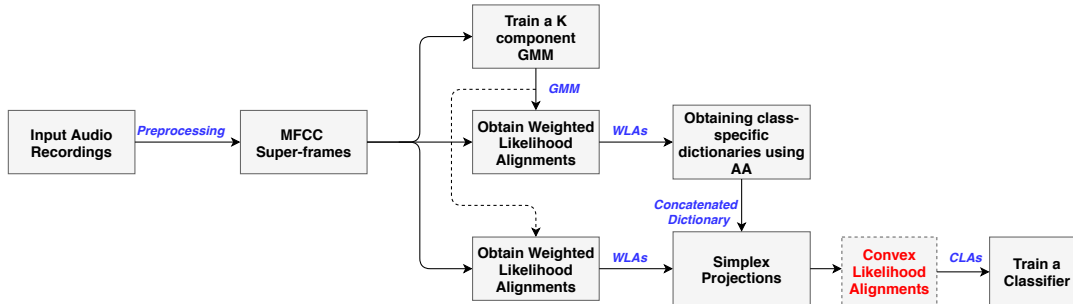 Train a K
component
GMM
GMM
Input Audio
Recordings
Preprocessing
MFCC
Super-frames
Obtain Weighted
Likelihood
Alignments
WLAs
Obtaining class-
specific
dictionaries using
AA
Concatenated
Dictionary
Obtain Weighted
Likelihood
Alignments
WLAs
Simplex
Projections
Convex
Likelihood
Alignments
CLAs
Train a
Classifier